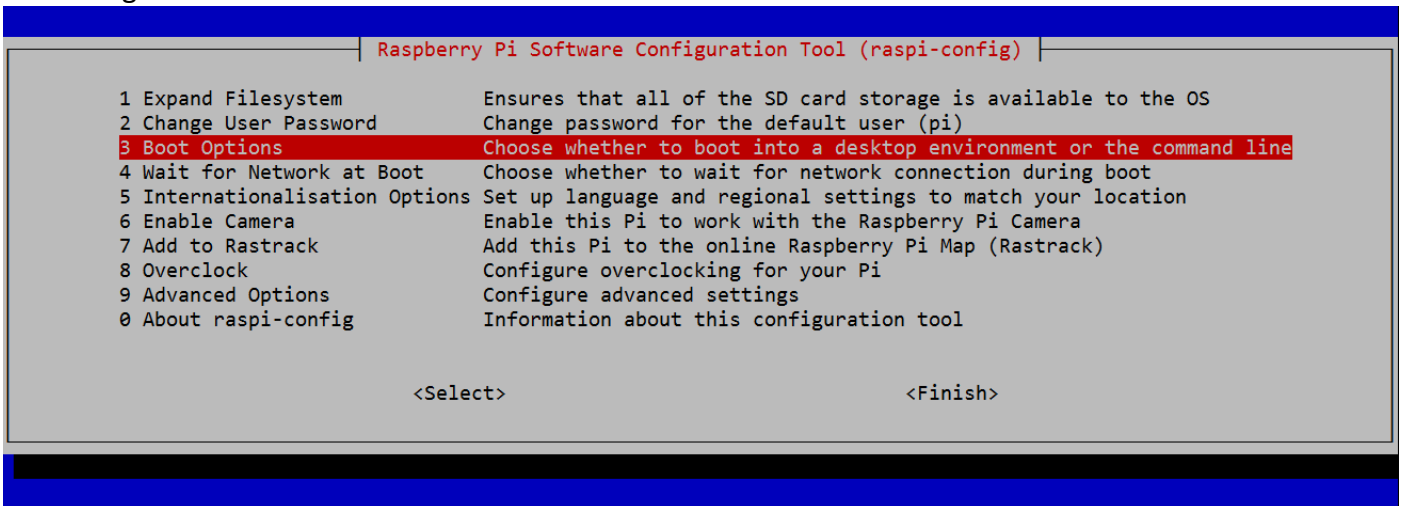 Raspberry Pi Software Configuration Tool (raspi-config)
1 Expand Filesystem Ensures that all of the SD card storage is available to the OS
2 Change User Password Change password for the default user (pi)
3 Boot Options Choose whether to boot into a desktop environment or the command line
4 Wait for Network at Boot Choose whether to wait for network connection during boot
5 Internationalisation Options Set up language and regional settings to match your location
6 Enable Camera Enable this Pi to work with the Raspberry Pi Camera
7 Add to Rastrack Add this Pi to the online Raspberry Pi Map (Rastrack)
8 Overclock Configure overclocking for your Pi
9 Advanced Options Configure advanced settings
0 About raspi-config Information about this configuration tool
<Select> <Finish>